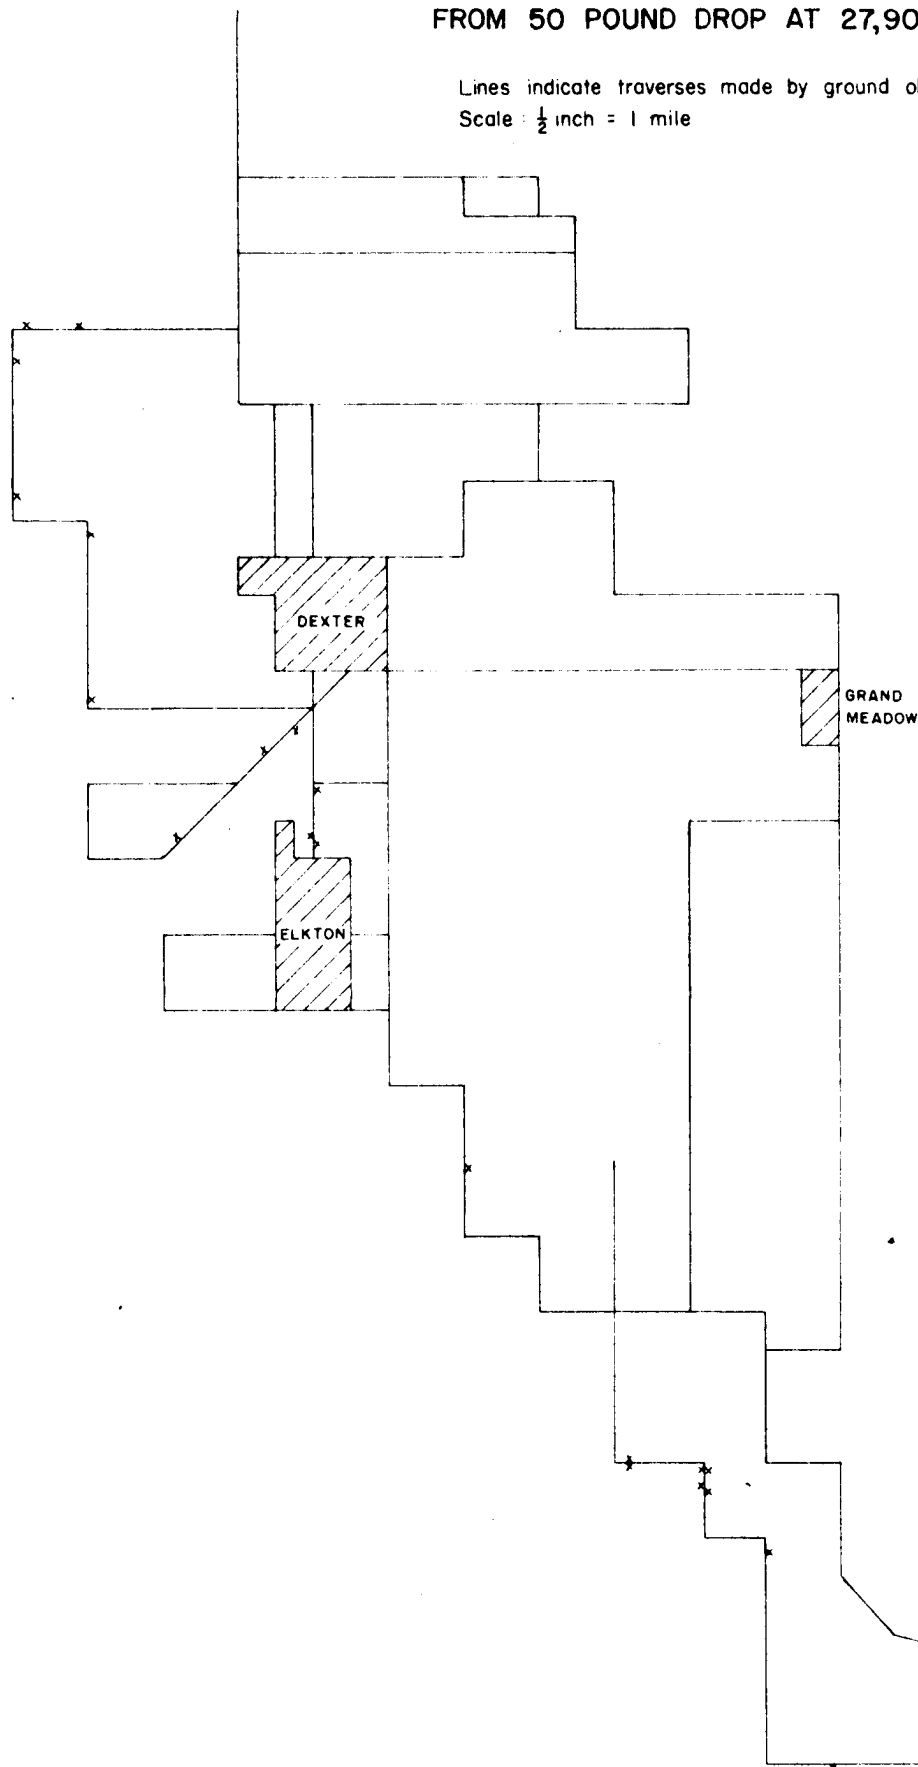 FROM 50 POUND DROP AT 27,90
Lines indicate traverses made by ground o
Scale : ½ inch = 1 mile
DEXTER
GRAND
MEADOW
ELKTON